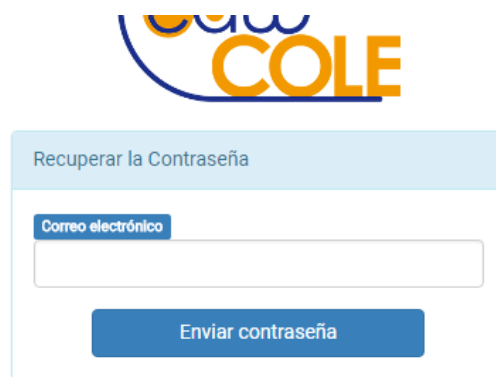 COLE
Recuperar la Contraseña
Correo electrónico
Enviar contraseña